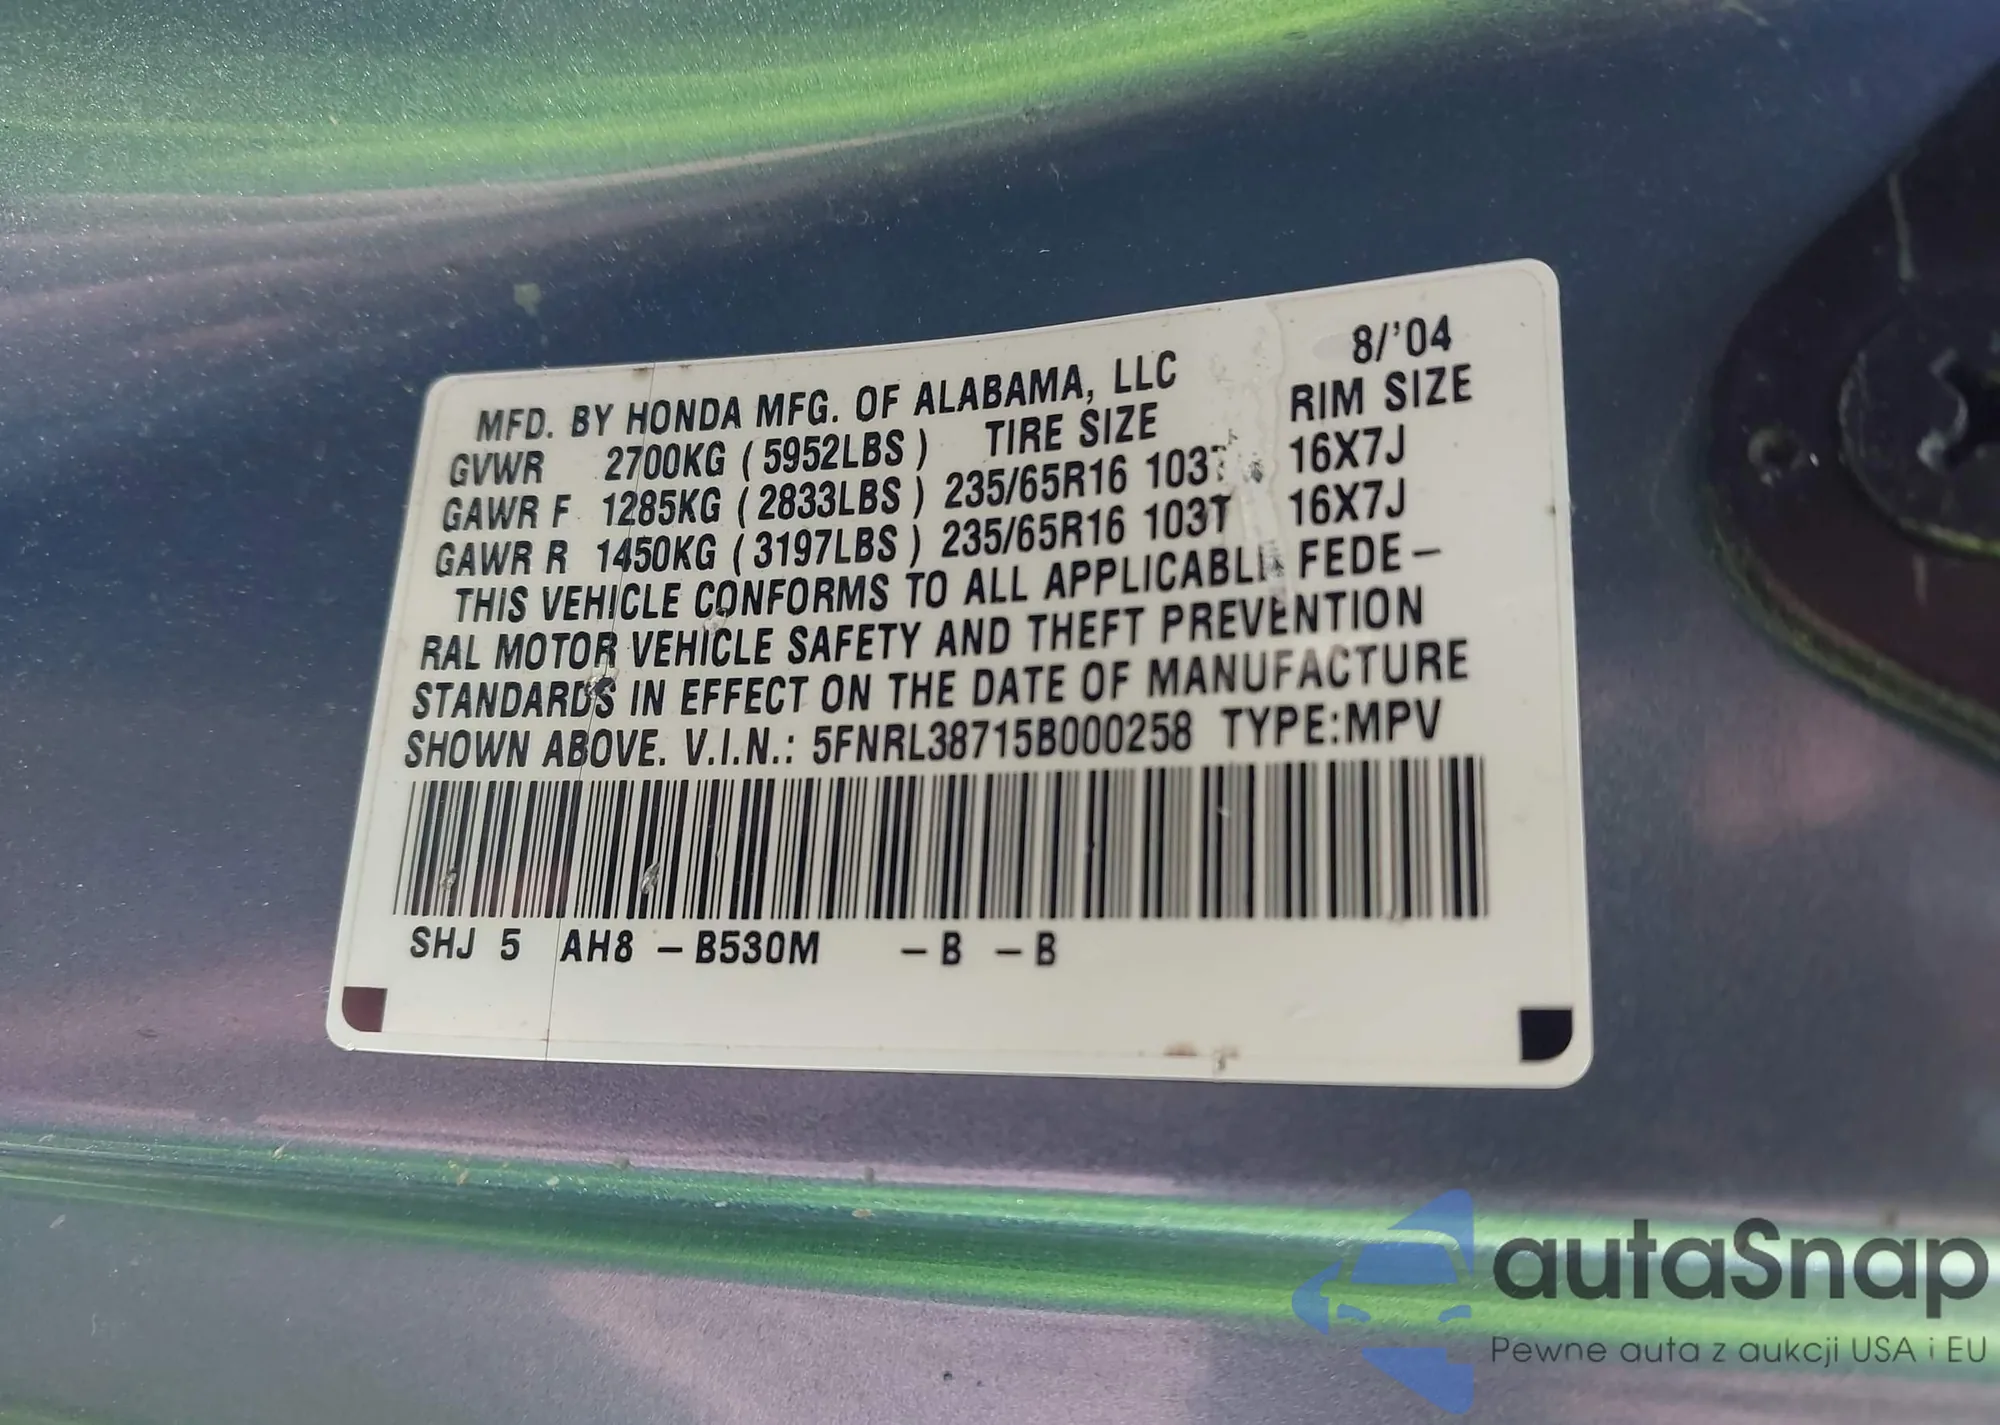 8/'04
MFD. BY HONDA MFG. OF ALABAMA, LLC
TIRE SIZE RIM SIZE
GVWR 2700KG ( 5952LBS )
GAWR F 1285KG ( 2833LBS ) 235/65R16 103T 16X7J
GAWR R 1450KG ( 3197LBS ) 235/65R16 103T 16X7J
THIS VEHICLE CONFORMS TO ALL APPLICABLE FEDE –
RAL MOTOR VEHICLE SAFETY AND THEFT PREVENTION
STANDARDS IN EFFECT ON THE DATE OF MANUFACTURE
SHOWN ABOVE. V.I.N.: 5FNRL38715B000258 TYPE:MPV
SHJ 5 AH8 – B530M – B – B
autaSnap
Pewne auta z aukcji USA i EU